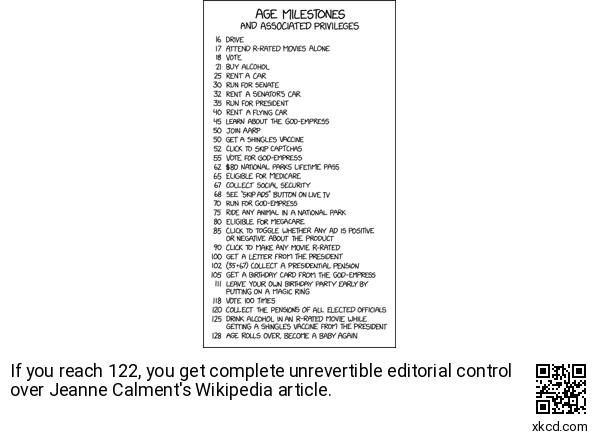 AGE MILESTONES
AND ASSOCIATED PRIVILEGES
16 DRIVE
17 ATTEND R-RATED MOVIES ALONE
18 VOTE
21 BUY ALCOHOL
25 RENT A CAR
30 RUN FOR SENATE
32 RENT A SENATOR'S CAR
35 RUN FOR PRESIDENT
40 RENT A FLYING CAR
45 LEARN ABOUT THE GOD-EMPRESS
50 JOIN AARP
50 GET A SHINGLES VACCINE
52 CLICK TO SKIP CAPTCHAS
55 VOTE FOR GOD-EMPRESS
62 $80 NATIONAL PARKS LIFETIME PASS
65 ELIGIBLE FOR MEDICARE
67 COLLECT SOCIAL SECURITY
68 SEE "SKIP ADS" BUTTON ON LIVE TV
70 RUN FOR GOD-EMPRESS
75 RIDE ANY ANIMAL IN A NATIONAL PARK
80 ELIGIBLE FOR MEGACARE
85 CLICK TO TOGGLE WHETHER ANY AD IS POSITIVE
OR NEGATIVE ABOUT THE PRODUCT
90 CLICK TO MAKE ANY MOVIE R-RATED
100 GET A LETTER FROM THE PRESIDENT
102 (35+67) COLLECT A PRESIDENTIAL PENSION
105 GET A BIRTHDAY CARD FROM THE GOD-EMPRESS
111 LEAVE YOUR OWN BIRTHDAY PARTY EARLY BY
PUTTING ON A MAGIC RING
118 VOTE 100 TIMES
120 COLLECT THE PENSIONS OF ALL ELECTED OFFICIALS
125 DRINK ALCOHOL IN AN R-RATED MOVIE WHILE
GETTING A SHINGLES VACCINE FROM THE PRESIDENT
128 AGE ROLLS OVER, BECOME A BABY AGAIN
If you reach 122, you get complete unrevertible editorial control
over Jeanne Calment's Wikipedia article.
xkcd.com